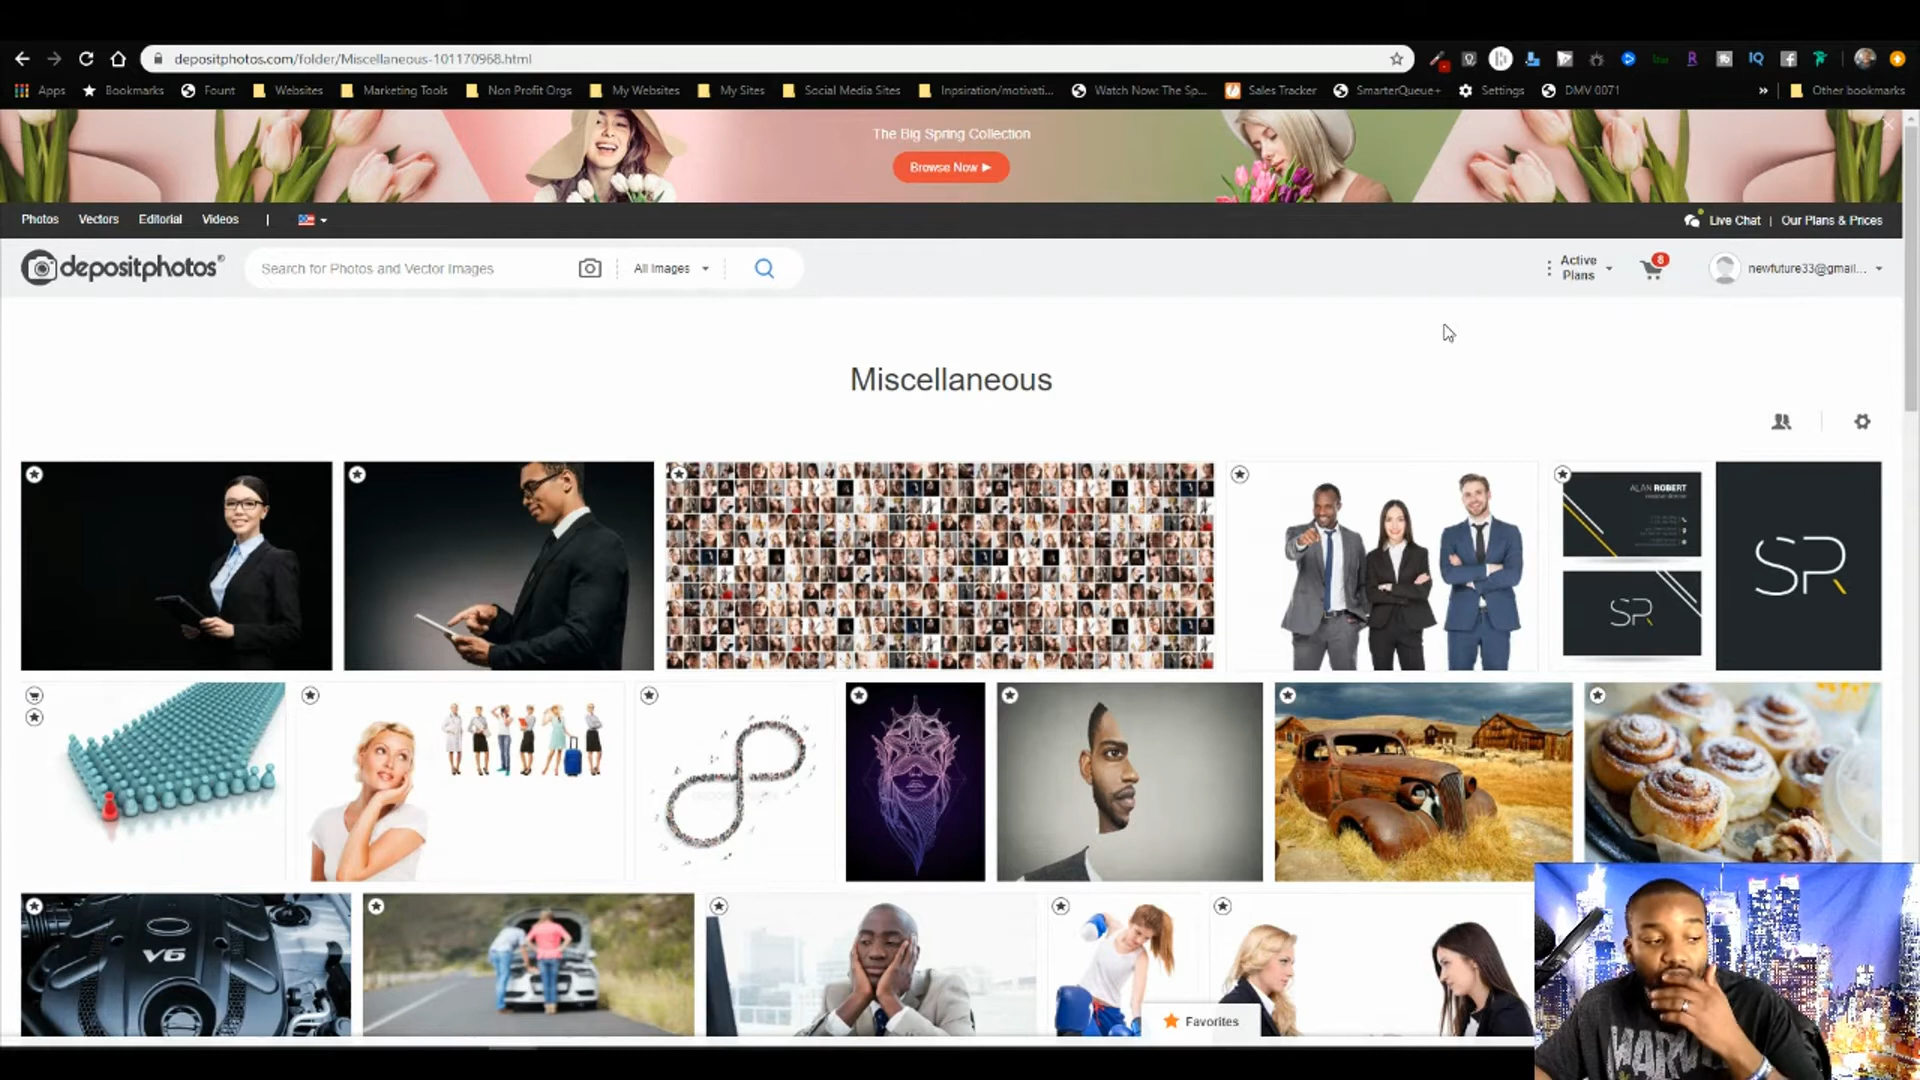 depositphotos.com/folder/Miscellaneous-101170968.html
IQ
Apps
Bookmarks
Fount
Websites
Marketing Tools
Non Profit Orgs
My Websites
My Sites
Social Media Sites
Inpsiration/motivati...
Watch Now: The Sp...
Sales Tracker
SmarterQueue+
Settings
DMV 0071
»
Other bookmarks
The Big Spring Collection
Browse Now
Photos
Vectors
Editorial
Videos
|
Live Chat | Our Plans & Prices
depositphotos®
Search for Photos and Vector Images
All Images
Active
Plans
8
newfuture33@gmail...
Miscellaneous
ALAN ROBERT
SR
SR
V6
Favorites
MARV